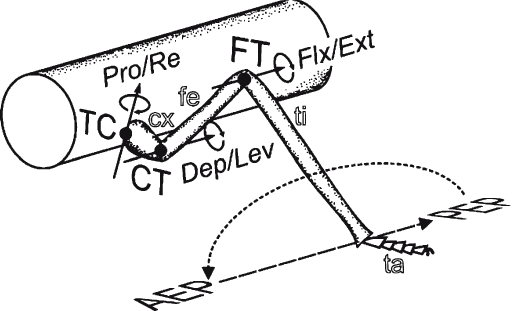 Pro/Re
FT
Flx/Ext
fe
TC
cx
ti
CT
Dep/Lev
PEP
AEP
ta